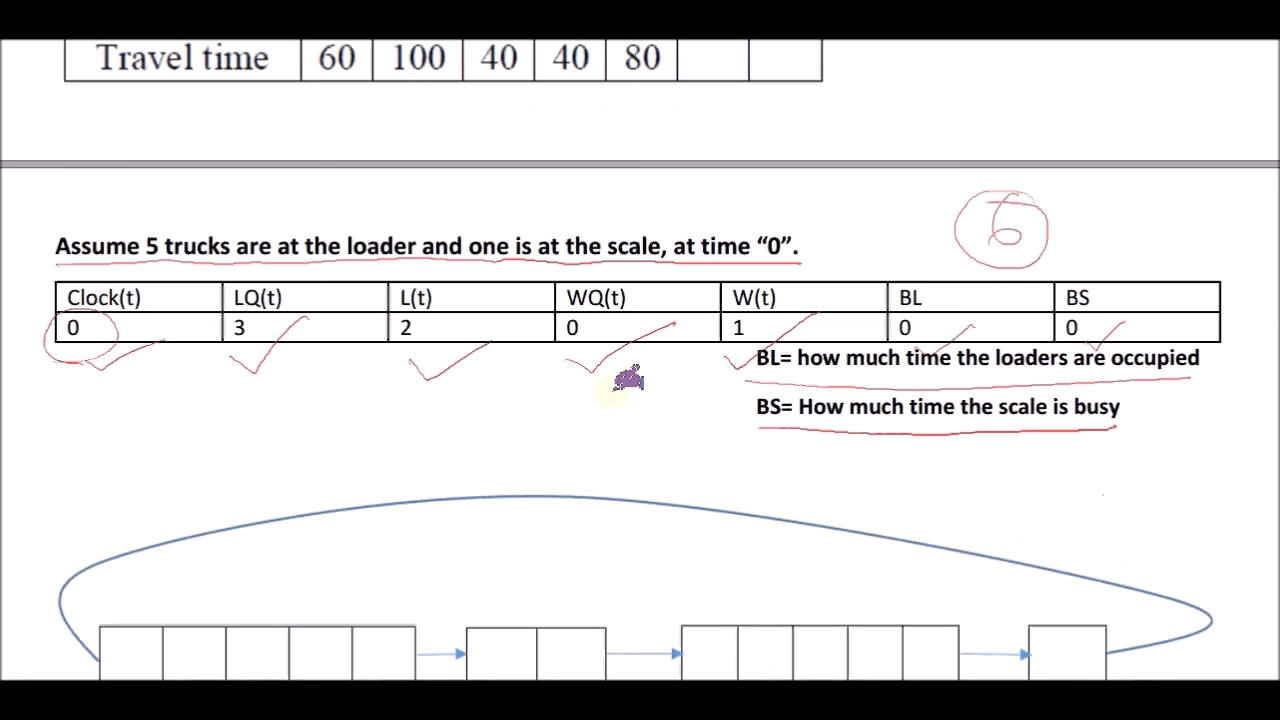 Travel time 60 100 40 40 80
6
Assume 5 trucks are at the loader and one is at the scale, at time “0”.
Clock(t) LQ(t) L(t) WQ(t) W(t) BL BS
0 3 2 0 1 0 0
BL= how much time the loaders are occupied
BS= How much time the scale is busy